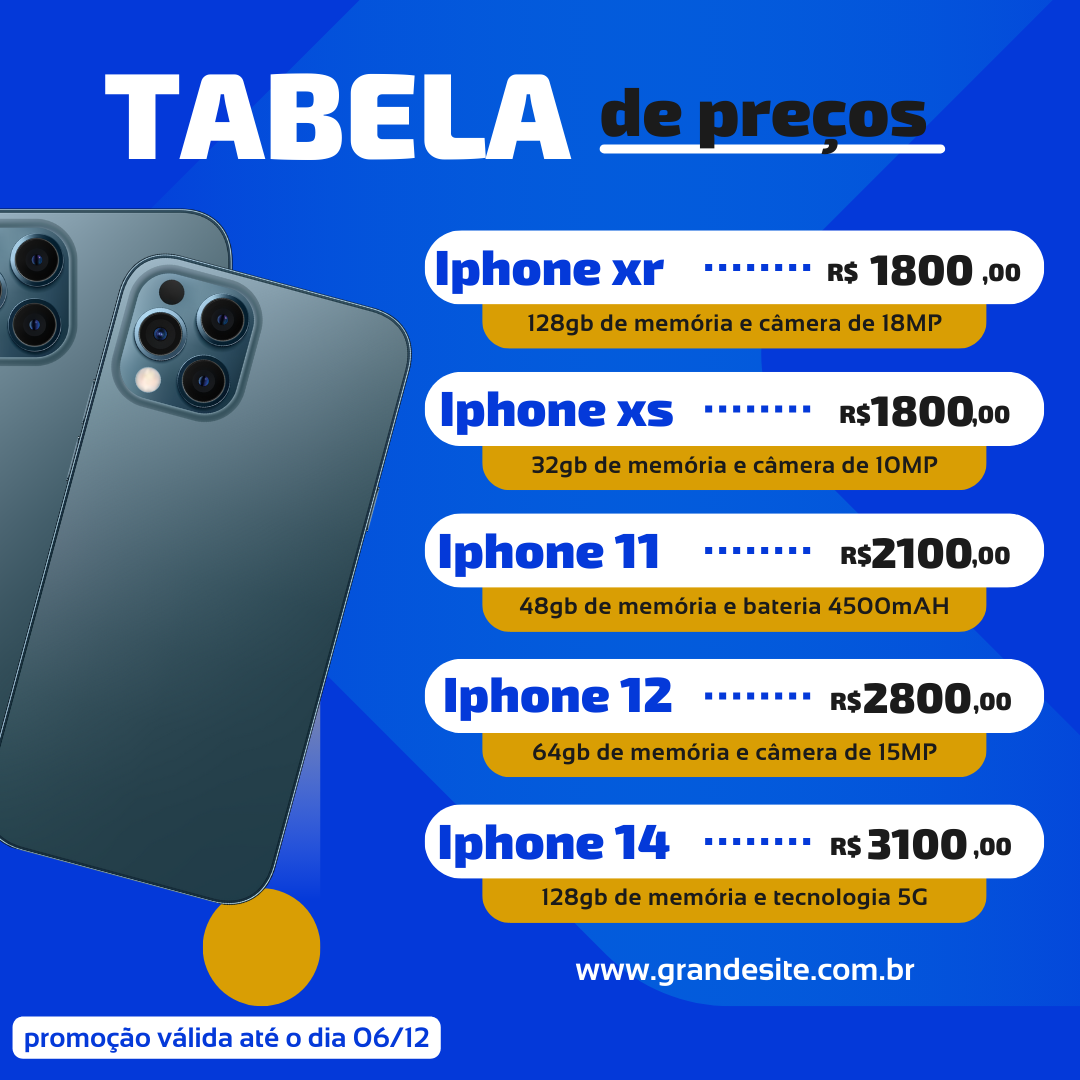 TABELA de preços
Iphone xr ········ R$ 1800 ,00
128gb de memória e câmera de 18MP
Iphone xs ········ R$1800,00
32gb de memória e câmera de 10MP
Iphone 11 ········ R$2100,00
48gb de memória e bateria 4500mAH
Iphone 12 ········ R$2800,00
64gb de memória e câmera de 15MP
Iphone 14 ········ R$ 3100 ,00
128gb de memória e tecnologia 5G
www.grandesite.com.br
promoção válida até o dia 06/12